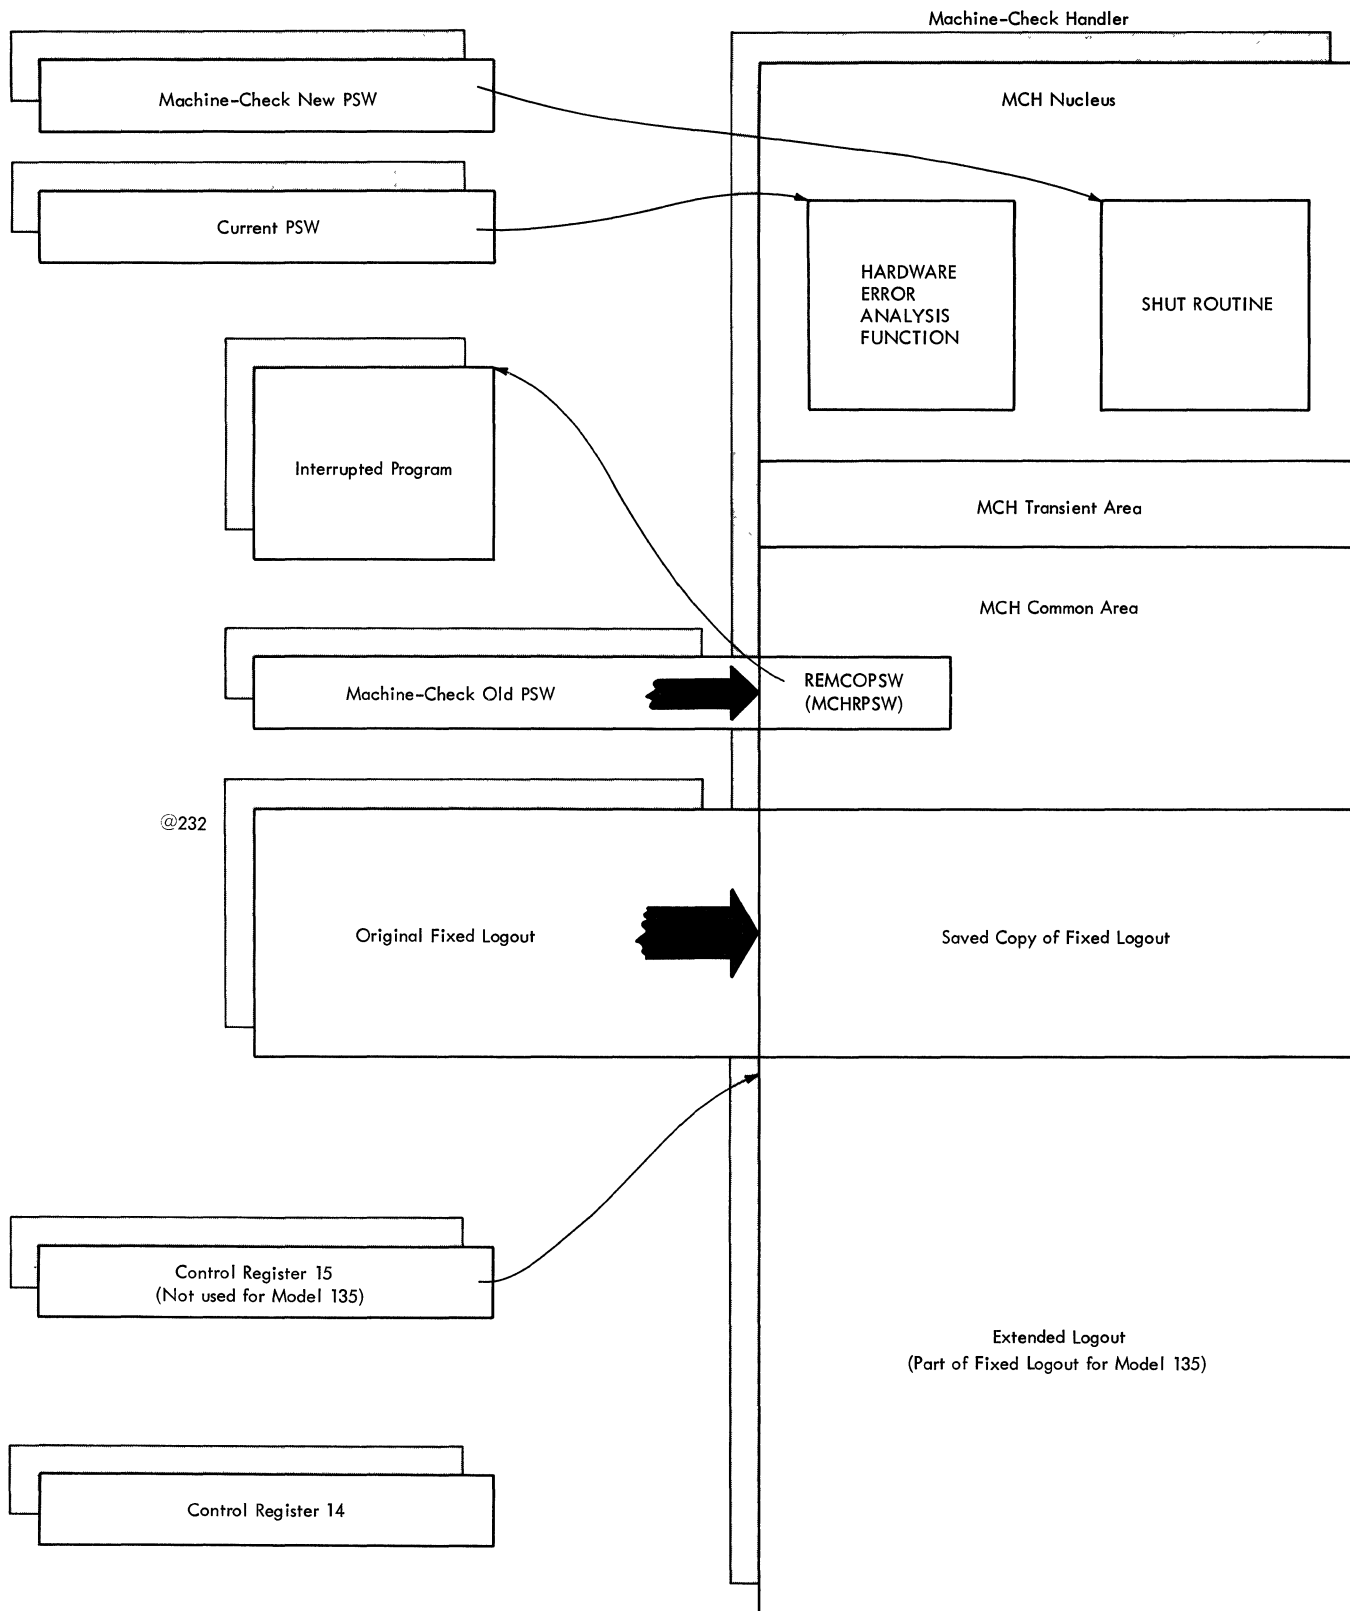 Machine-Check Handler
Machine-Check New PSW
MCH Nucleus
Current PSW
HARDWARE
ERROR
ANALYSIS
FUNCTION
SHUT ROUTINE
Interrupted Program
MCH Transient Area
MCH Common Area
Machine-Check Old PSW
REMCOPSW
(MCHRPSW)
@232
Original Fixed Logout
Saved Copy of Fixed Logout
Control Register 15
(Not used for Model 135)
Extended Logout
(Part of Fixed Logout for Model 135)
Control Register 14